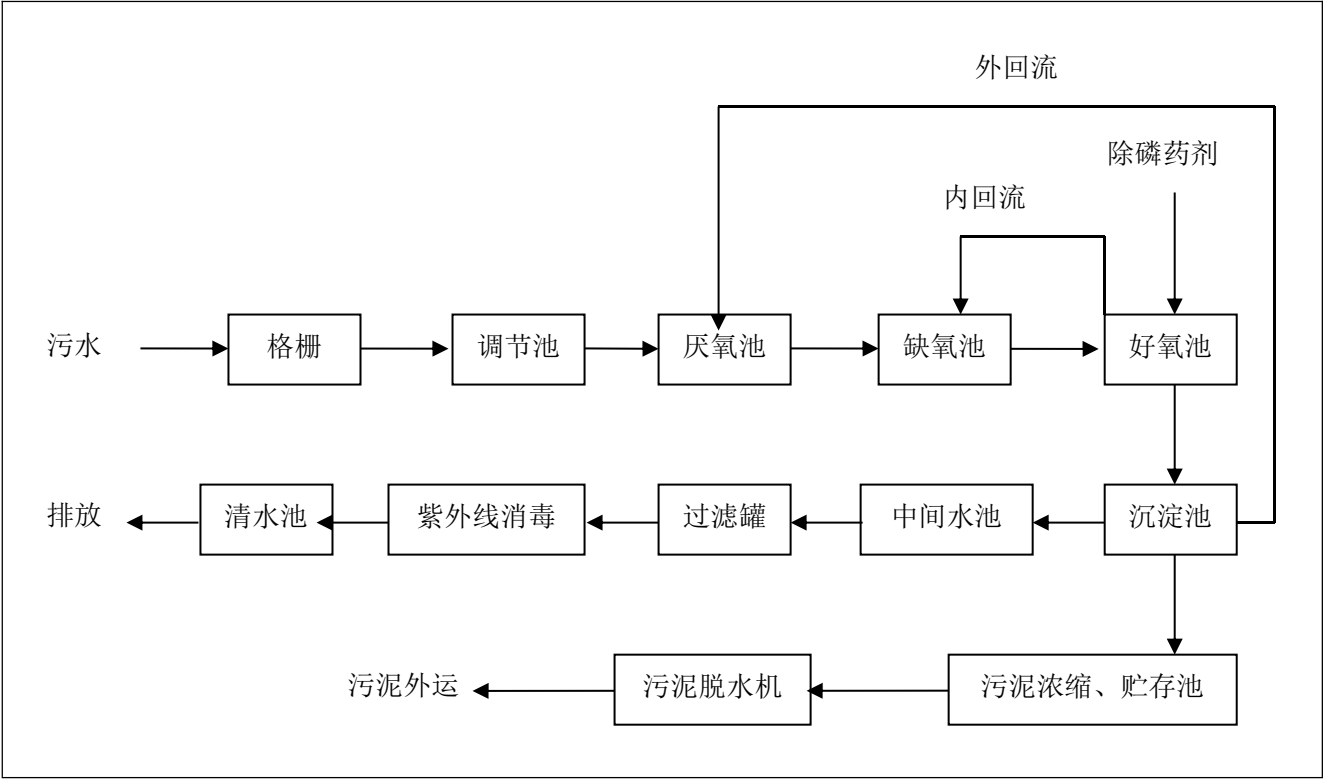 外回流
除磷药剂
内回流
污水
格栅
调节池
厌氧池
缺氧池
好氧池
排放
清水池
紫外线消毒
过滤罐
中间水池
沉淀池
污泥外运
污泥脱水机
污泥浓缩、贮存池